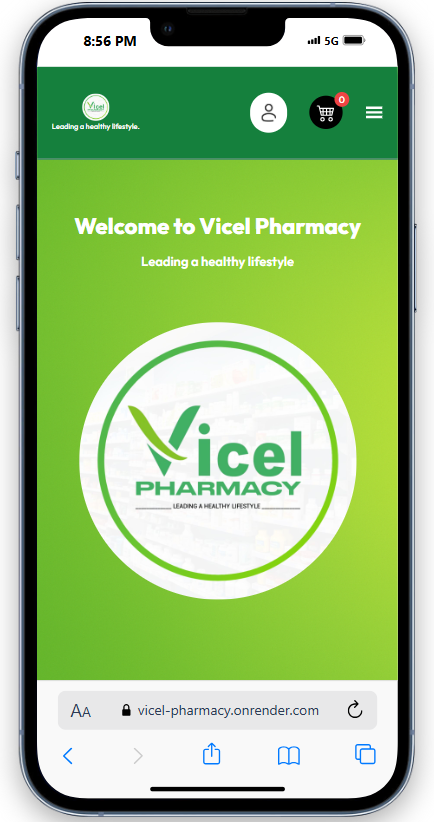 8:56 PM
5G
Vicel
Leading a healthy lifestyle.
0
Welcome to Vicel Pharmacy
Leading a healthy lifestyle
Vicel
PHARMACY
LEADING A HEALTHY LIFESTYLE
AA
vicel-pharmacy.onrender.com